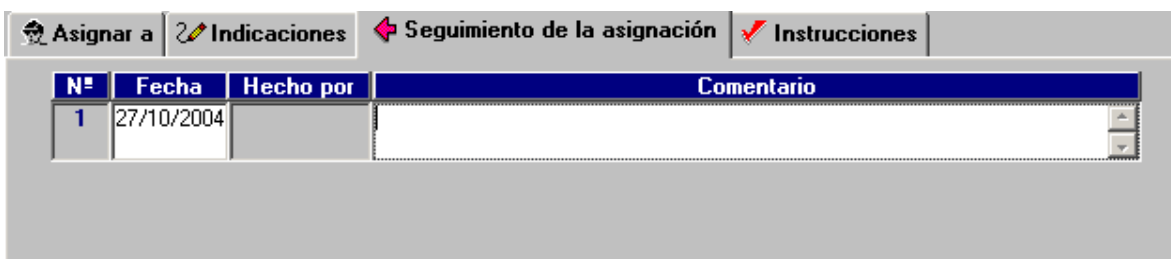 Asignar a Indicaciones Seguimiento de la asignación Instrucciones
Nº Fecha Hecho por Comentario
1 27/10/2004